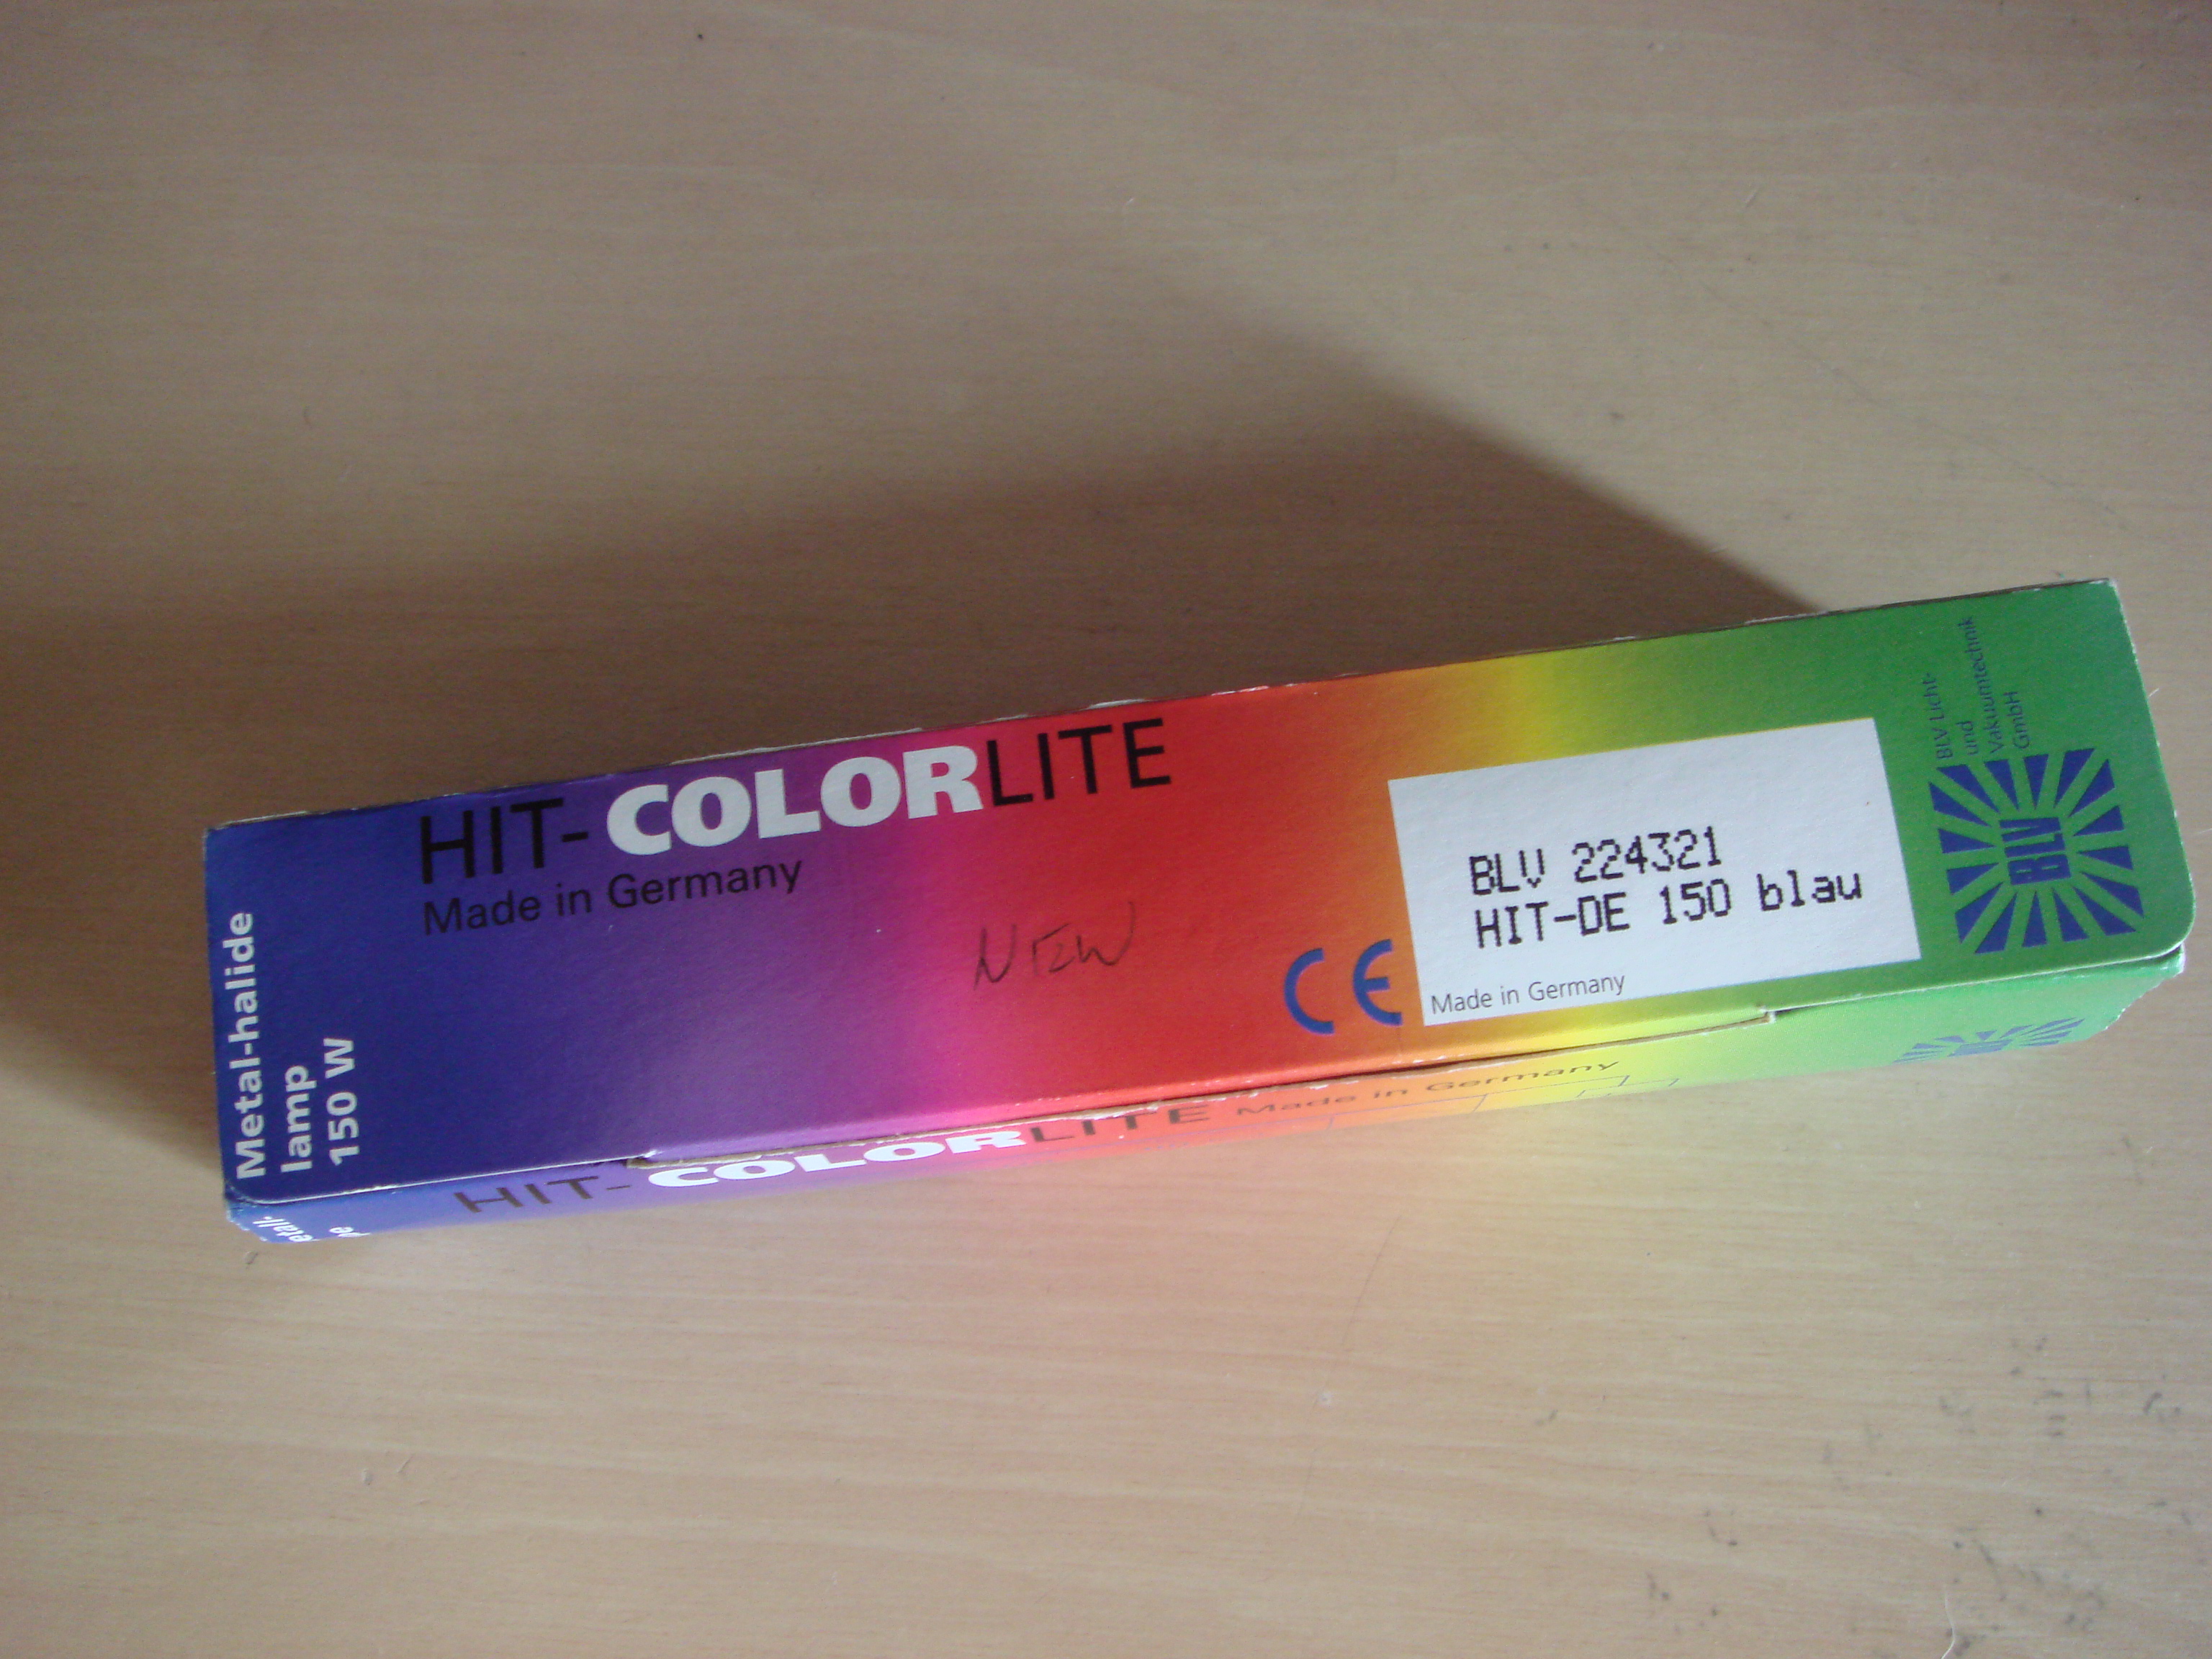 Metal-halide
lamp
150 W
HIT-COLORLITE
Made in Germany
NEW
CE
BLV 224321
HIT-DE 150 blau
Made in Germany
BLV Licht-
und
Vakuumtechnik
GmbH
BLV
HIT-COLORLITE Made in Germany